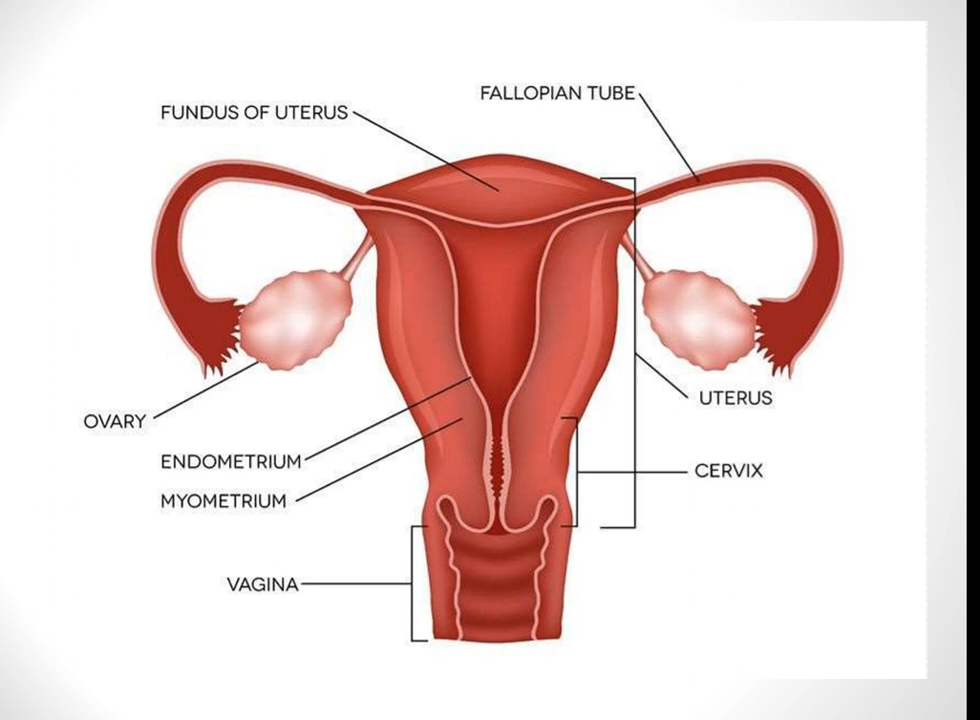 FALLOPIAN TUBE
FUNDUS OF UTERUS
UTERUS
OVARY
ENDOMETRIUM
CERVIX
MYOMETRIUM
VAGINA